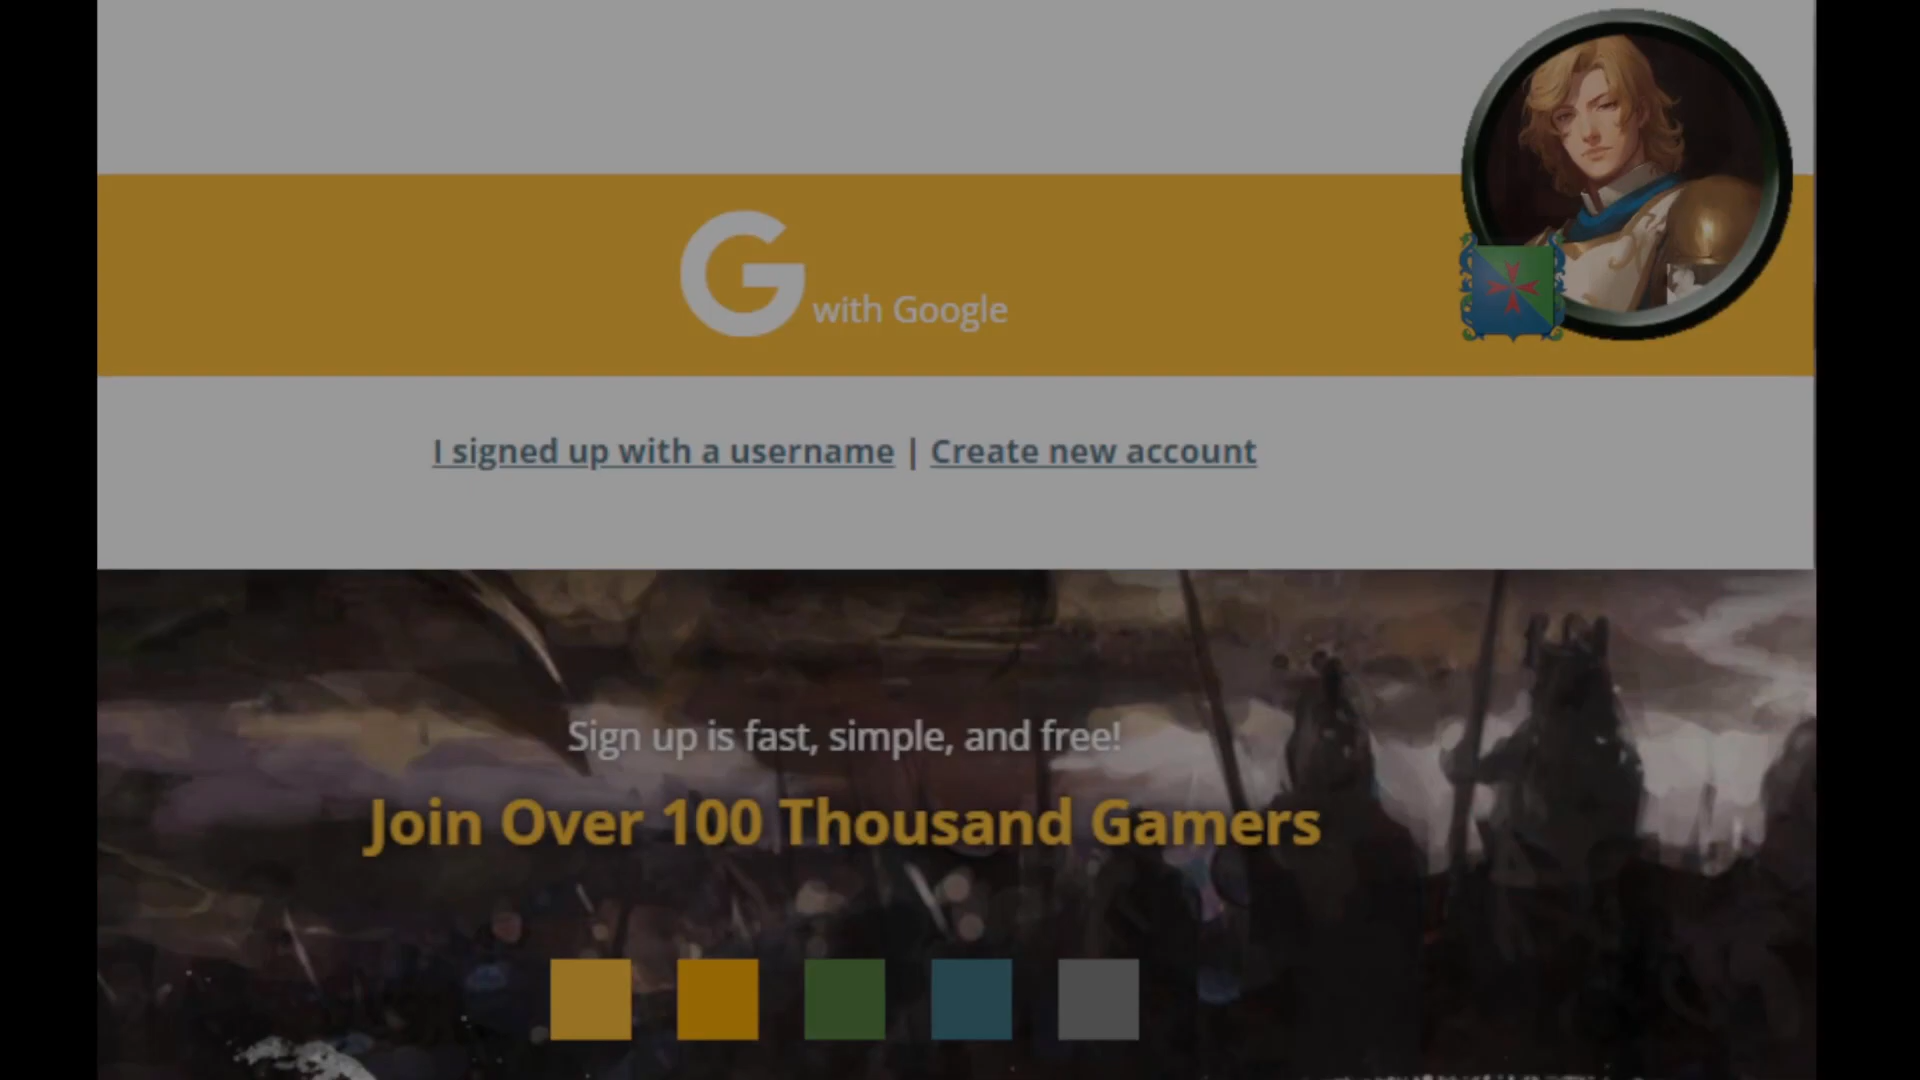 G with Google
I signed up with a username | Create new account
Sign up is fast, simple, and free!
Join Over 100 Thousand Gamers